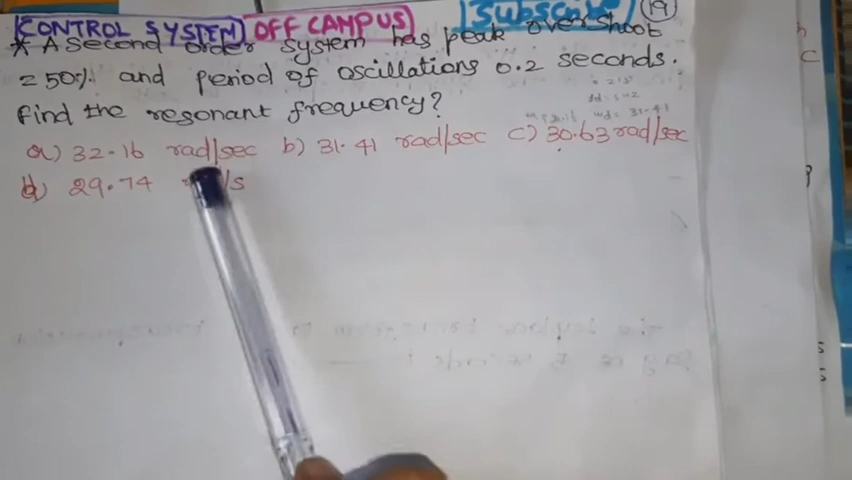 CONTROL SYSTEM OFF CAMPUS Subscribe 19
* A Second order system has peak overshoot
= 50% and period of oscillations 0.2 seconds.
Find the resonant frequency?
a) 32.16 rad/sec b) 31.41 rad/sec c) 30.63 rad/sec
d) 29.74 /s